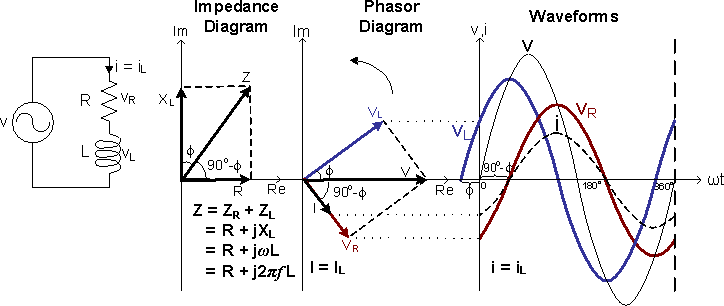 Impedance
Diagram
Phasor
Diagram
Waveforms
Im
Im
v,i
i = iL
R
vR
v
L
vL
XL
Z
ϕ
90°-ϕ
R
Re
VL
ϕ
V
90°-ϕ
I
VR
Re
V
VL
VR
i
90°-ϕ
ϕ
0
180°
360°
ωt
Z = ZR + ZL
= R + jXL
= R + jωL
= R + j2πfL
I = IL
i = iL